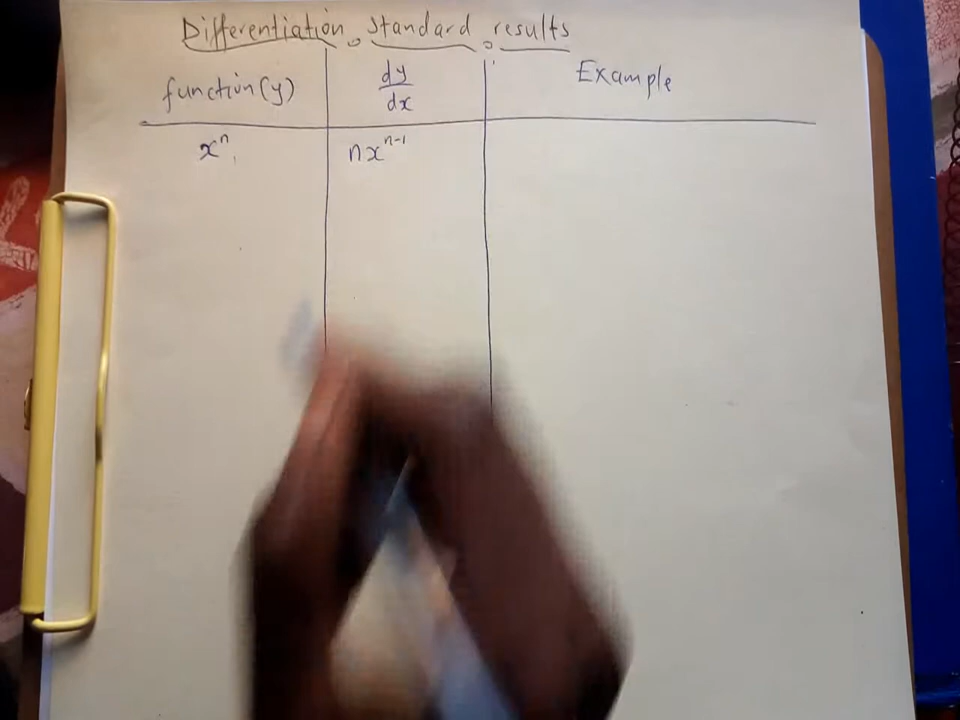 Differentiation standard results
function(y) dy/dx Example
xⁿ nxⁿ⁻¹